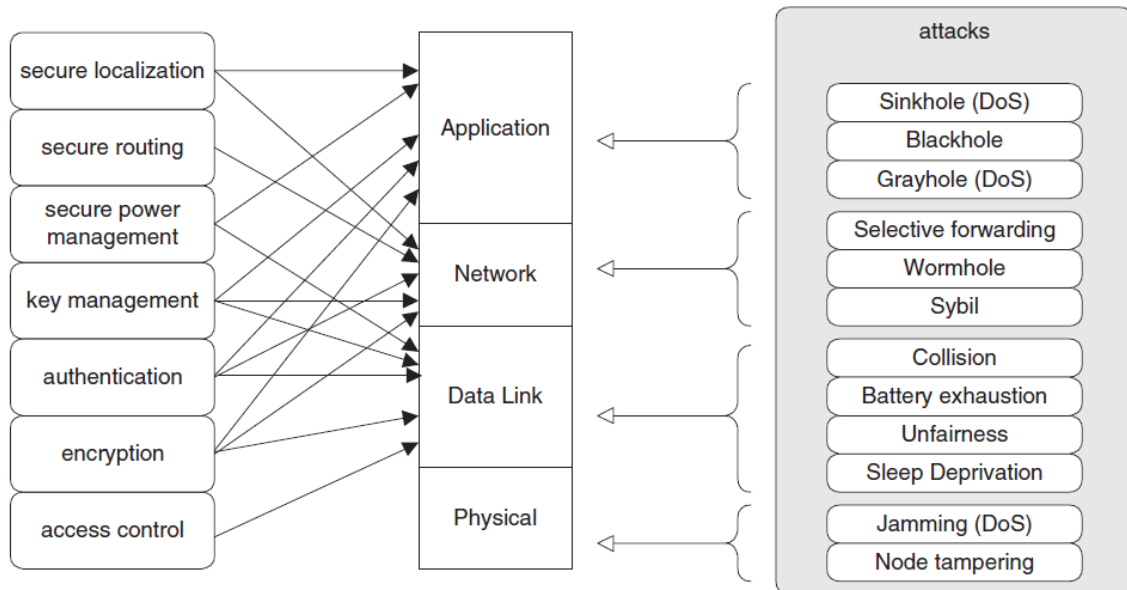 attacks
secure localization
secure routing
secure power
management
key management
authentication
encryption
access control
Application
Network
Data Link
Physical
Sinkhole (DoS)
Blackhole
Grayhole (DoS)
Selective forwarding
Wormhole
Sybil
Collision
Battery exhaustion
Unfairness
Sleep Deprivation
Jamming (DoS)
Node tampering